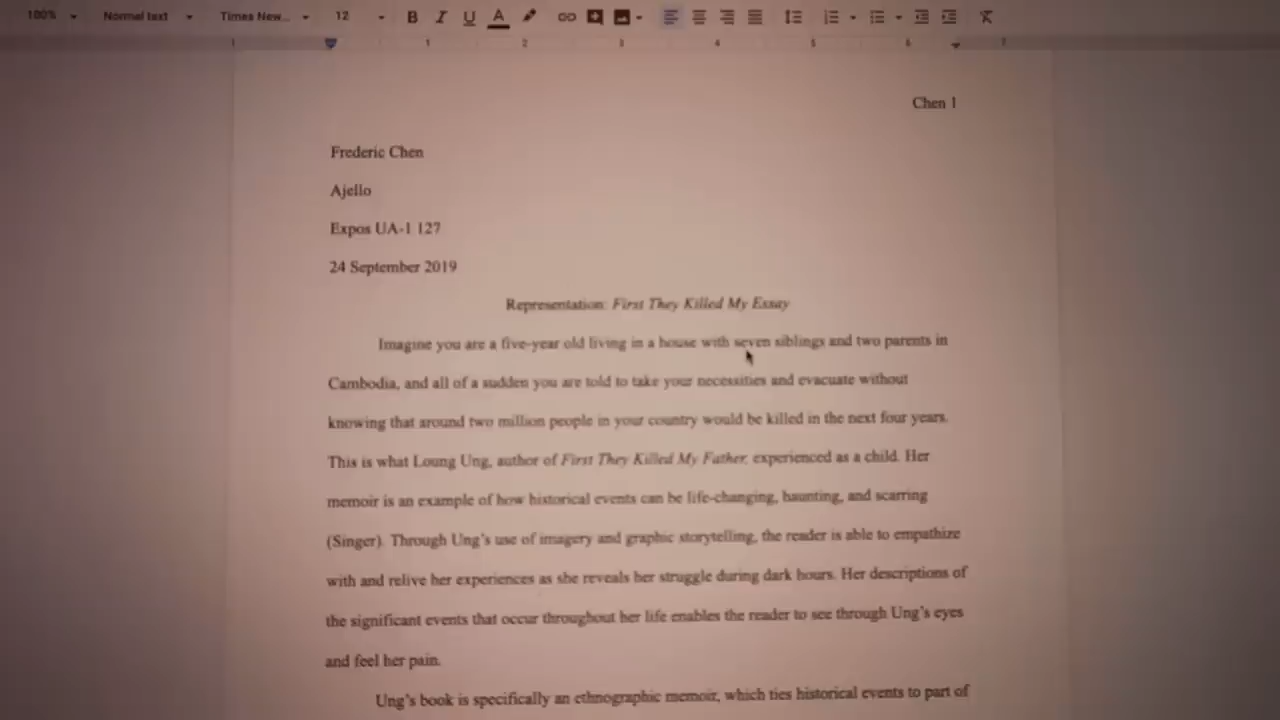 100% Normal text Times New... 12 B I U A
1 1 2 3 4 5 6 7
Chen 1
Frederic Chen
Ajello
Expos UA-1 127
24 September 2019
Representation: First They Killed My Essay
Imagine you are a five-year old living in a house with seven siblings and two parents in
Cambodia, and all of a sudden you are told to take your necessities and evacuate without
knowing that around two million people in your country would be killed in the next four years.
This is what Loung Ung, author of First They Killed My Father, experienced as a child. Her
memoir is an example of how historical events can be life-changing, haunting, and scarring
(Singer). Through Ung's use of imagery and graphic storytelling, the reader is able to empathize
with and relive her experiences as she reveals her struggle during dark hours. Her descriptions of
the significant events that occur throughout her life enables the reader to see through Ung's eyes
and feel her pain.
Ung's book is specifically an ethnographic memoir, which ties historical events to part of